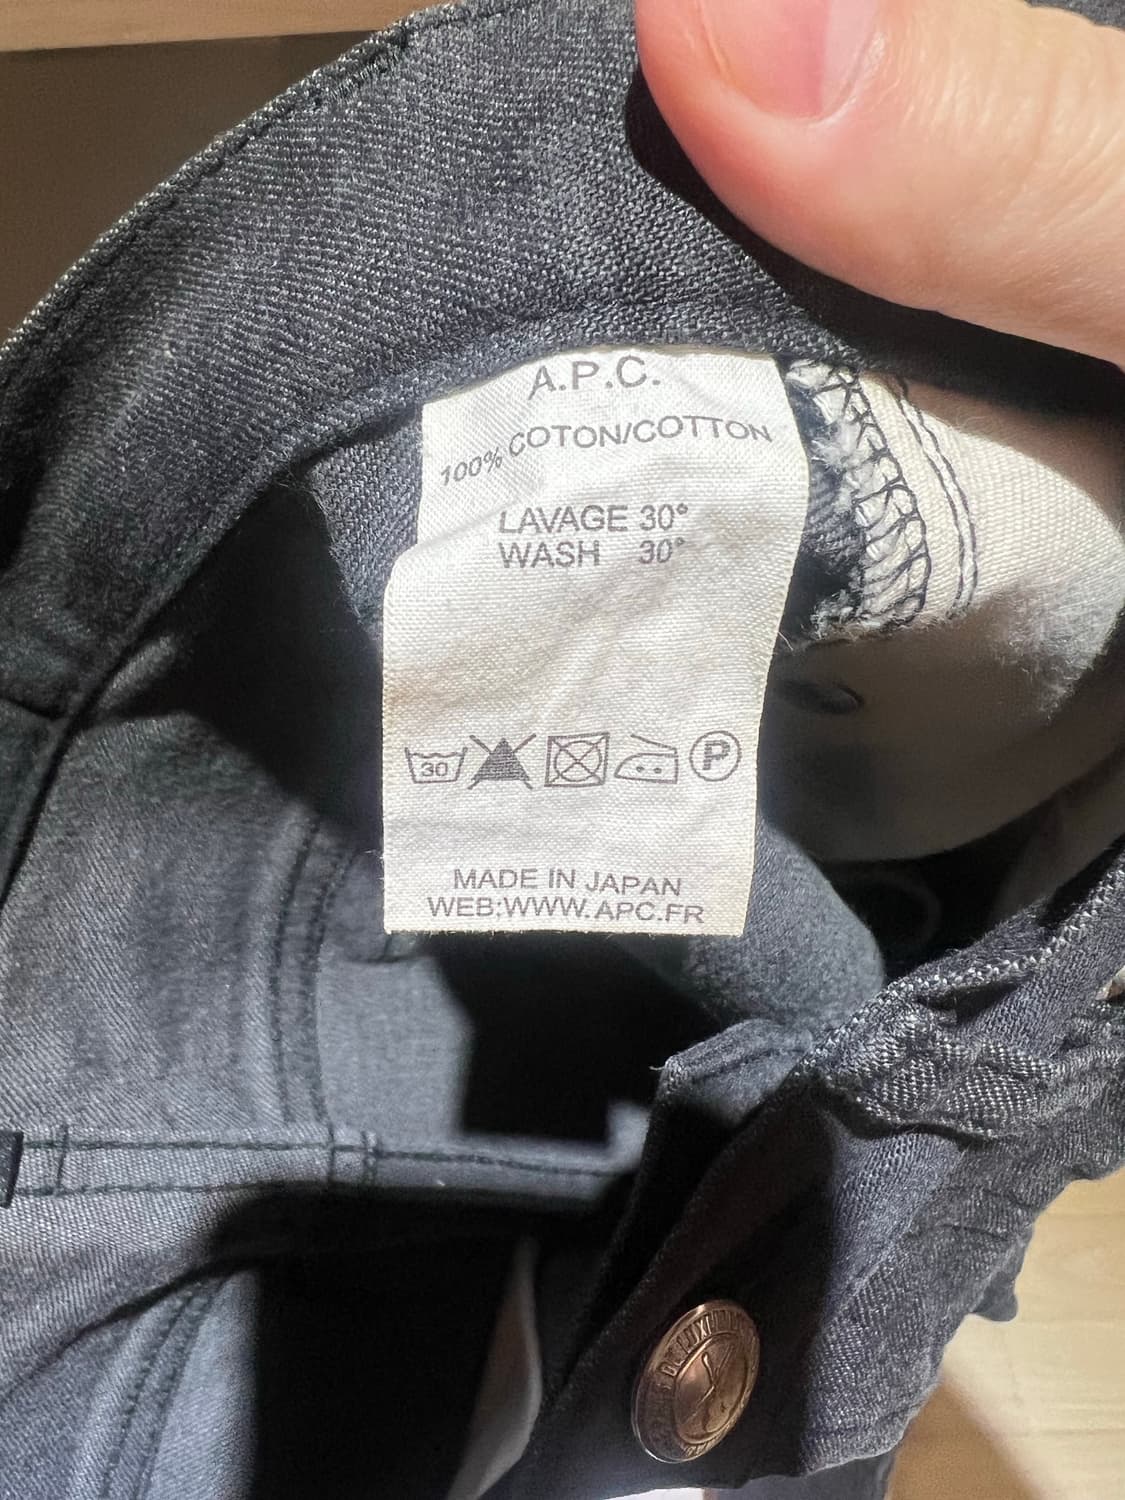 A.P.C.
100% COTON/COTTON
LAVAGE 30°
WASH 30°
30
P
MADE IN JAPAN
WEB:WWW.APC.FR